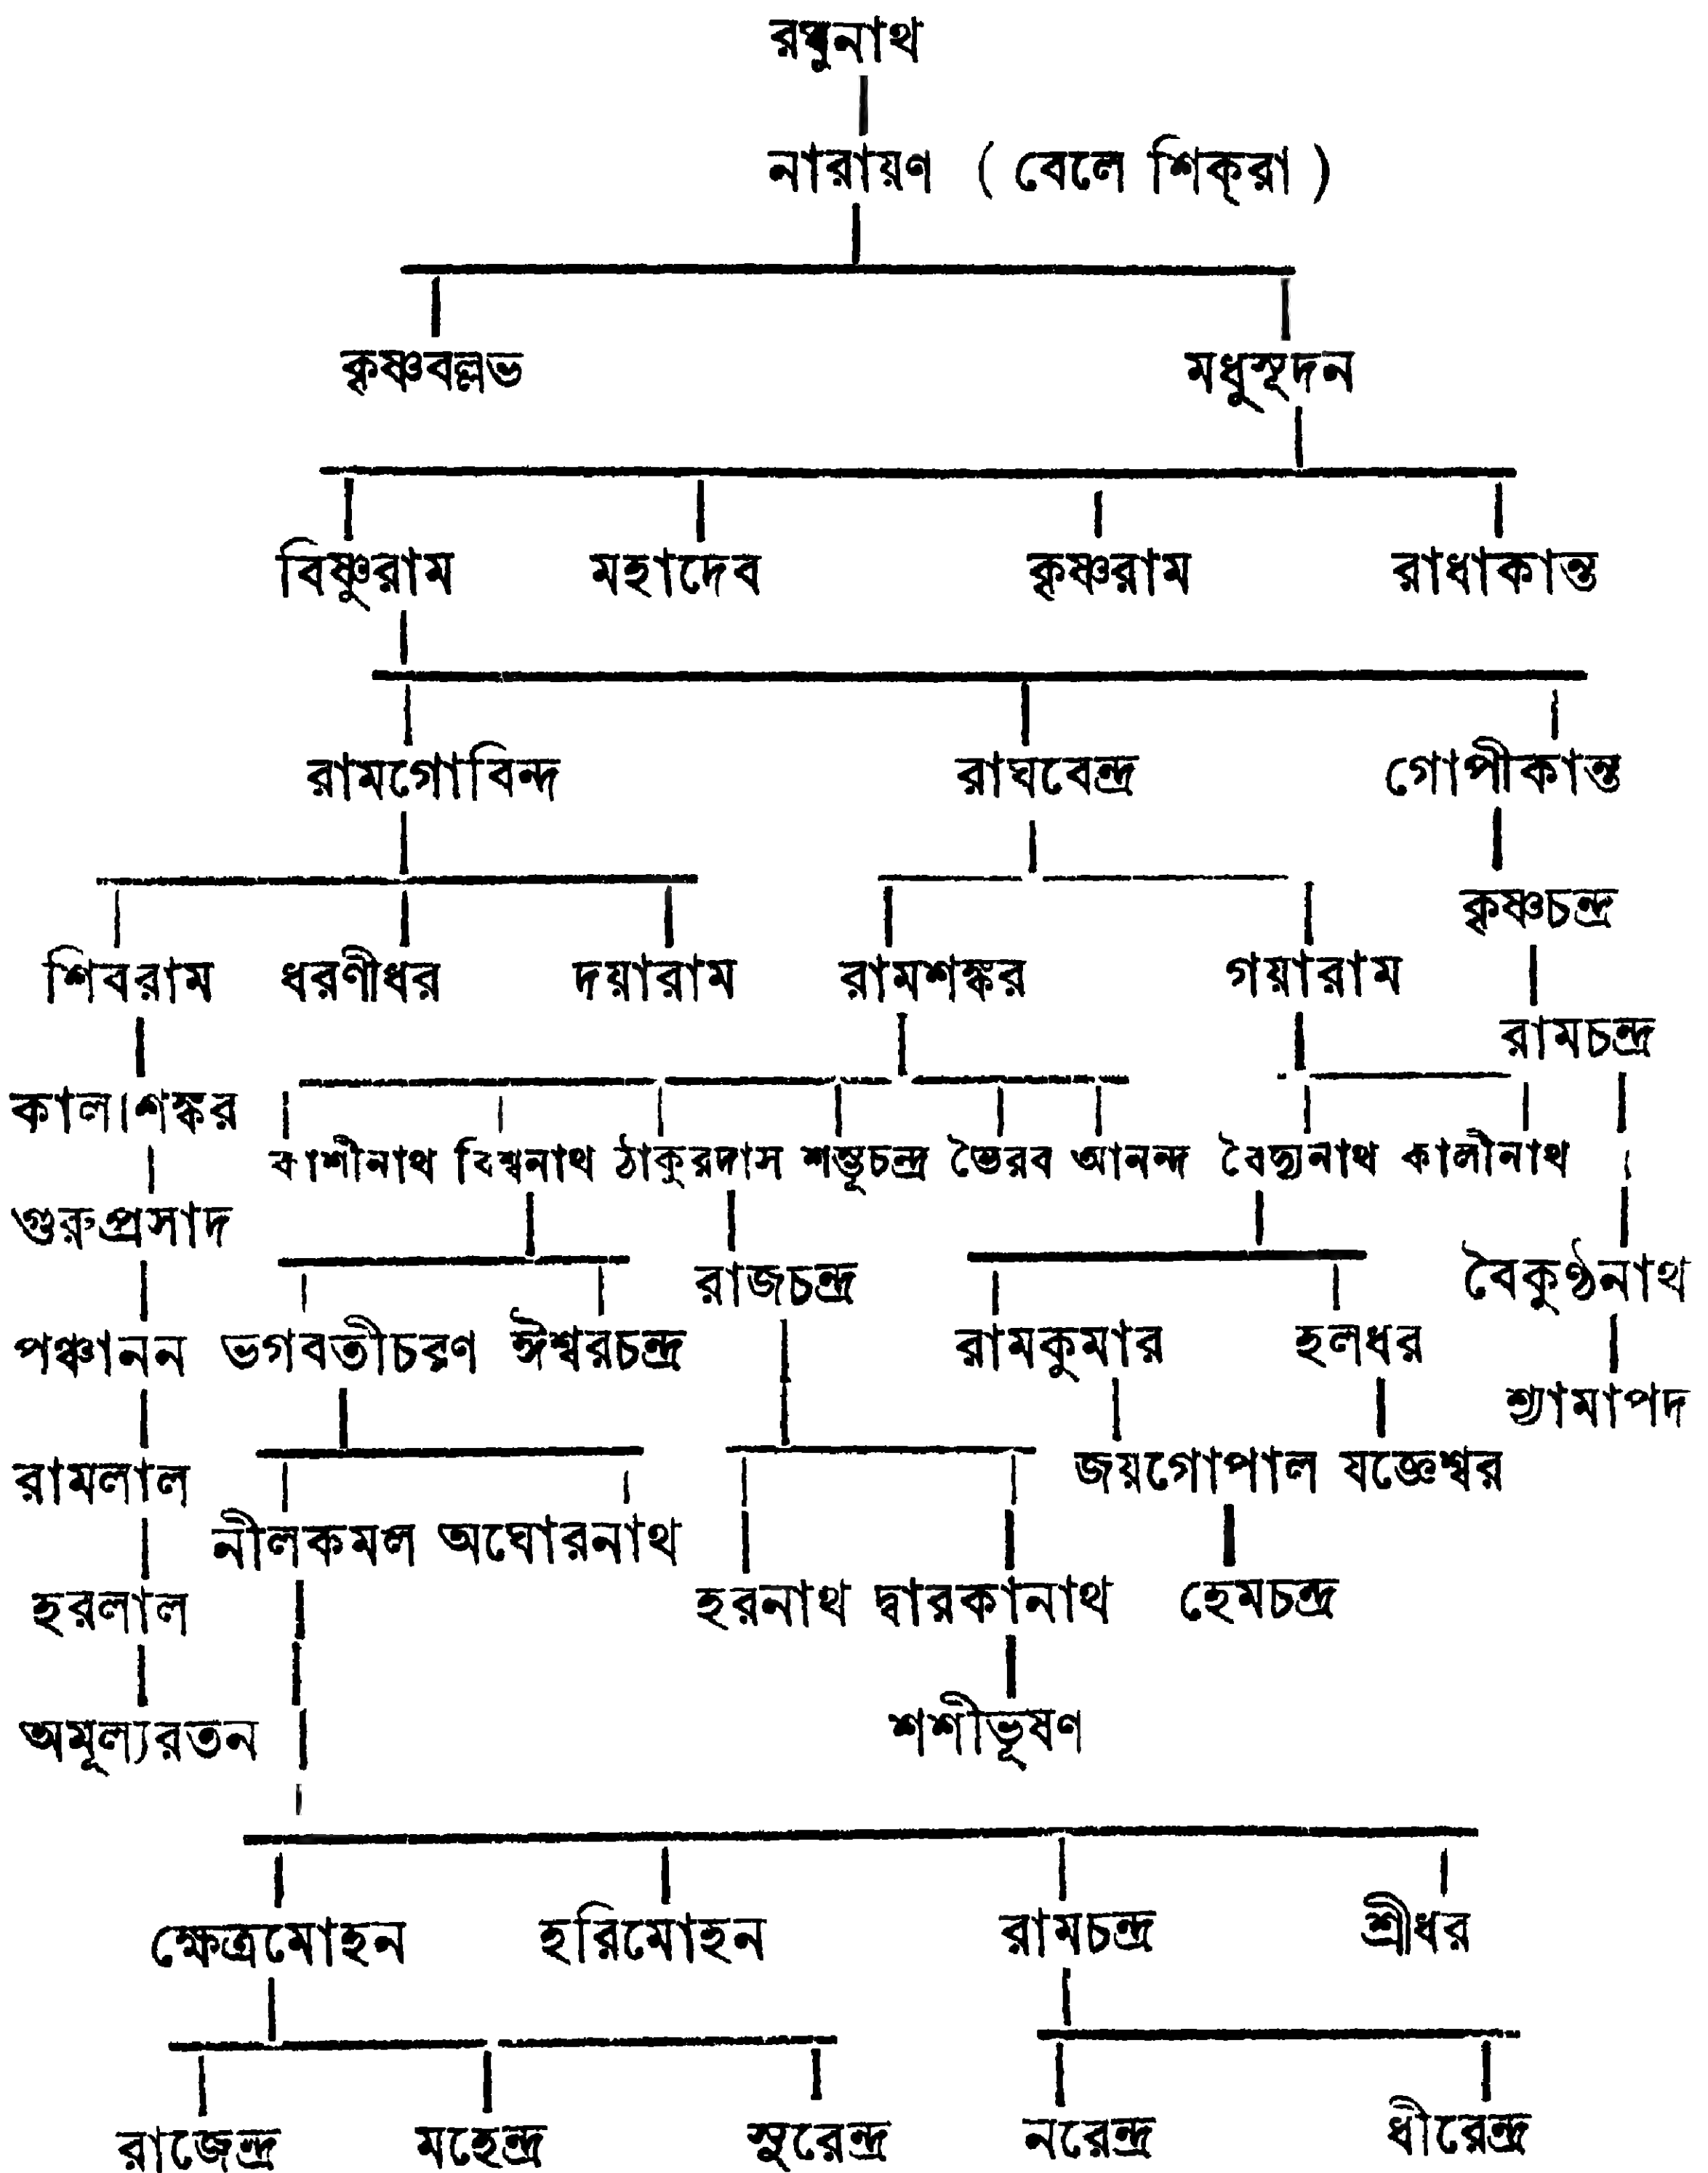 রঘুনাথ
নারায়ণ ( বেলে শিক্‌রা )
কৃষ্ণবল্লভ মধুসূদন
বিষ্ণুরাম মহাদেব কৃষ্ণরাম রাধাকান্ত
রামগোবিন্দ রাঘবেন্দ্র গোপীকান্ত
কৃষ্ণচন্দ্র
শিবরাম ধরণীধর দয়ারাম রামশঙ্কর গয়ারাম
রামচন্দ্র
কালীশঙ্কর
কাশীনাথ বিশ্বনাথ ঠাকুরদাস শম্ভূচন্দ্র ভৈরব আনন্দ বৈদ্যনাথ কালীনাথ
গুরুপ্রসাদ
রাজচন্দ্র বৈকুণ্ঠনাথ
পঞ্চানন ভগবতীচরণ ঈশ্বরচন্দ্র রামকুমার হলধর
শ্যামাপদ
রামলাল জয়গোপাল যজ্ঞেশ্বর
নীলকমল অঘোরনাথ
হরলাল হরনাথ দ্বারকানাথ হেমচন্দ্র
অমূল্যরতন শশীভূষণ
ক্ষেত্রমোহন হরিমোহন রামচন্দ্র শ্রীধর
রাজেন্দ্র মহেন্দ্র সুরেন্দ্র নরেন্দ্র ধীরেন্দ্র